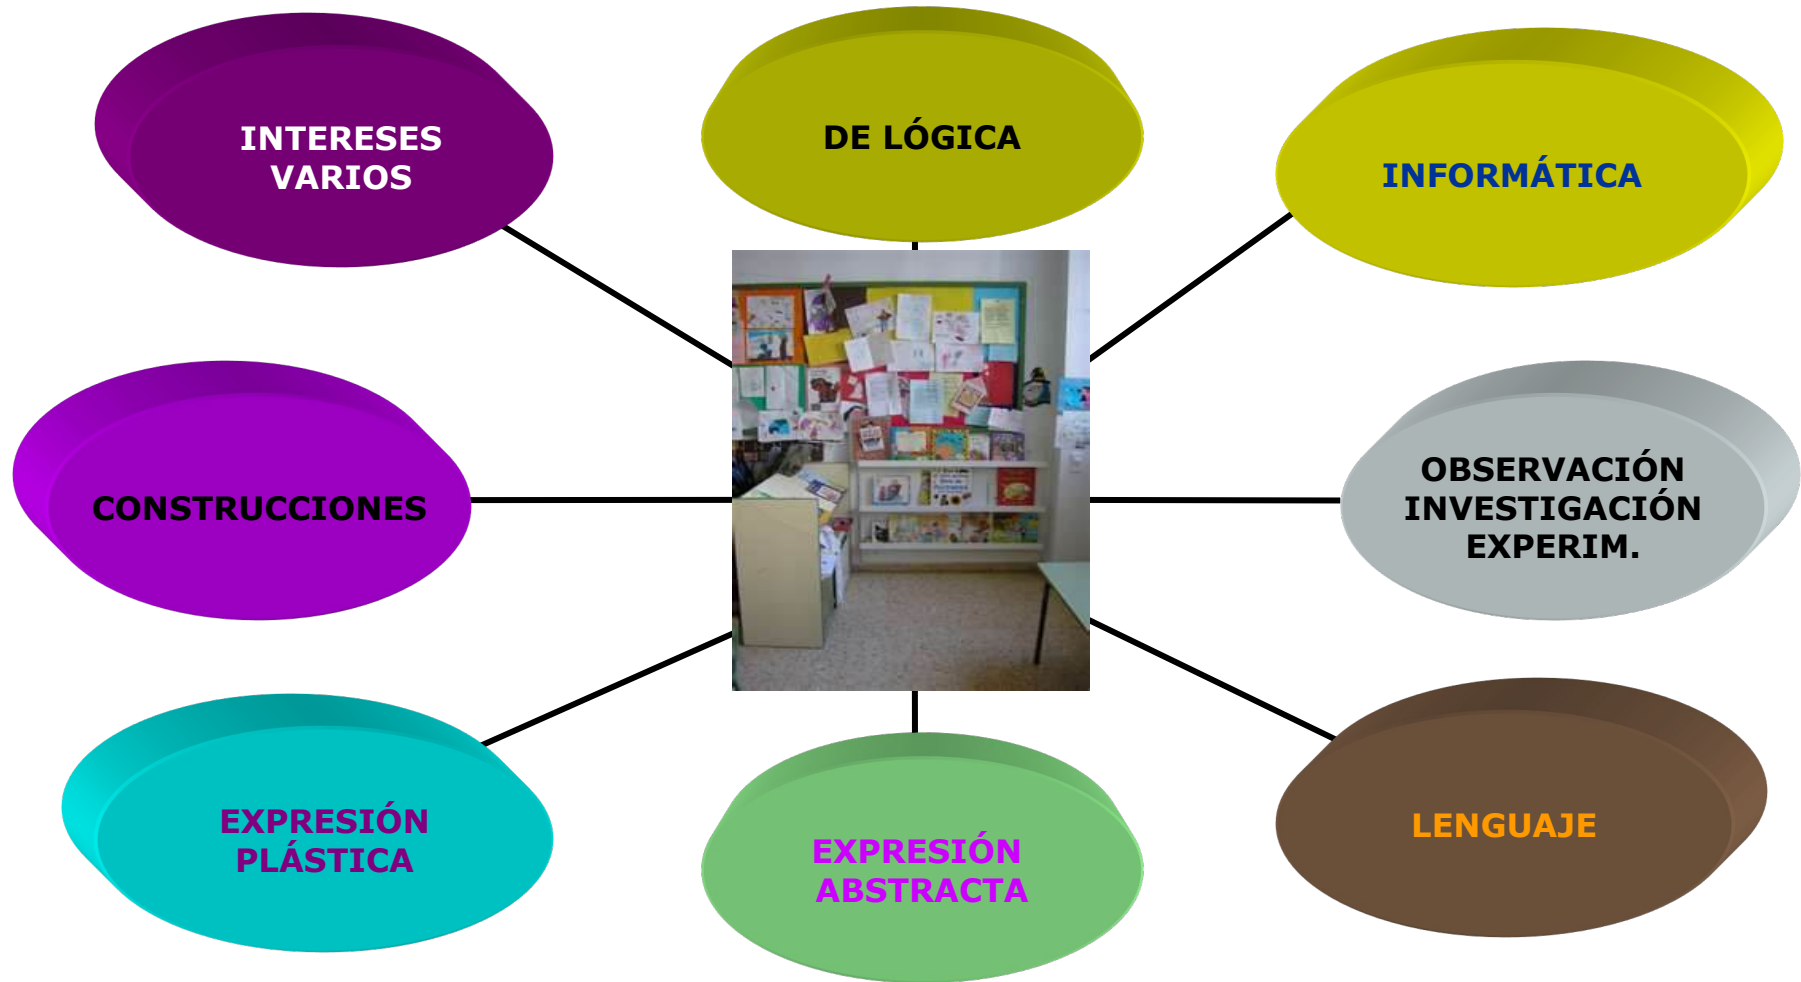 INTERESES
VARIOS
DE LÓGICA
INFORMÁTICA
CONSTRUCCIONES
OBSERVACIÓN
INVESTIGACIÓN
EXPERIM.
EXPRESIÓN
PLÁSTICA
EXPRESIÓN
ABSTRACTA
LENGUAJE